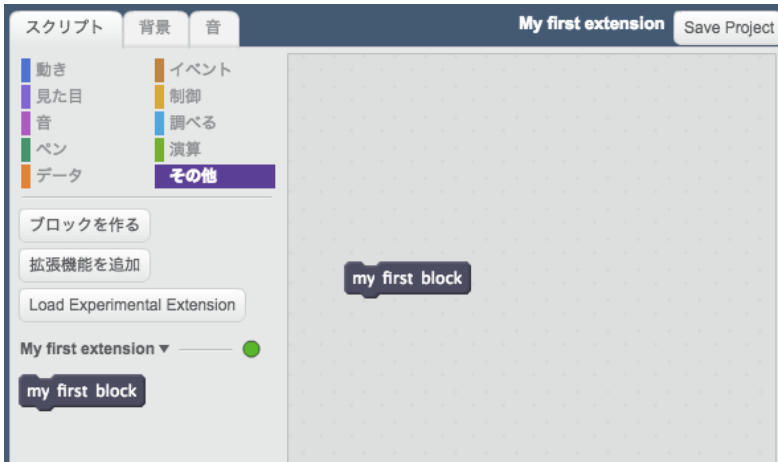 スクリプト 背景 音 My first extension Save Project
動き イベント
見た目 制御
音 調べる
ペン 演算
データ その他
ブロックを作る
拡張機能を追加
Load Experimental Extension
My first extension
my first block
my first block